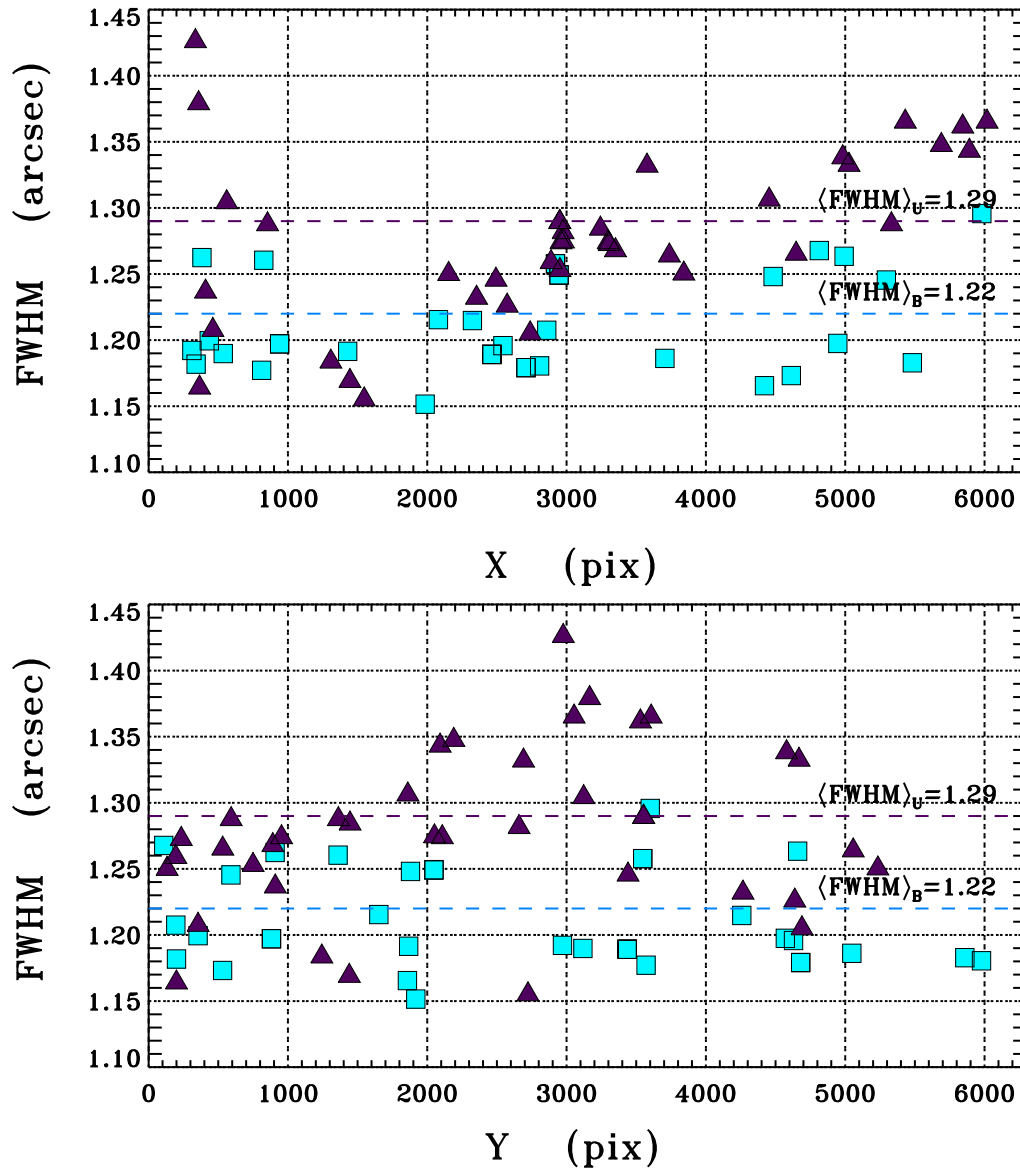 FWHM (arcsec)
1.45
1.40
1.35
1.30
1.25
1.20
1.15
1.10
⟨FWHM⟩U=1.29
⟨FWHM⟩B=1.22
0 1000 2000 3000 4000 5000 6000
X (pix)
FWHM (arcsec)
1.45
1.40
1.35
1.30
1.25
1.20
1.15
1.10
⟨FWHM⟩U=1.29
⟨FWHM⟩B=1.22
0 1000 2000 3000 4000 5000 6000
Y (pix)